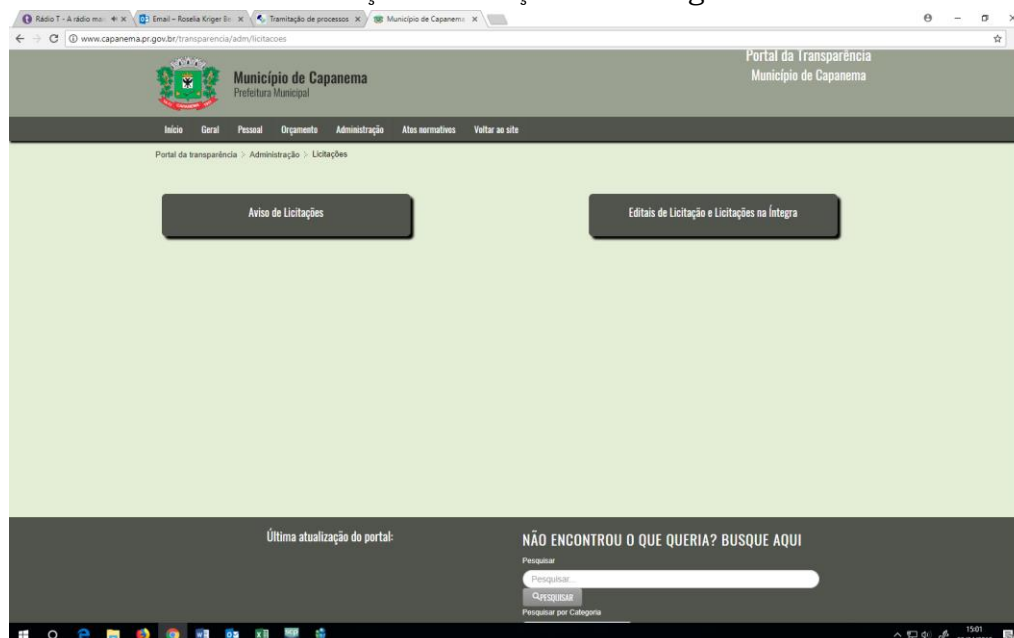 Rádio T - A rádio ma
Email – Roselia Kriger Be
Tramitação de processos
Município de Capanema
www.capanema.pr.gov.br/transparencia/adm/licitacoes
Portal da Transparência
Município de Capanema
Município de Capanema
Prefeitura Municipal
Início Geral Pessoal Orçamento Administração Atos normativos Voltar ao site
Portal da transparência > Administração > Licitações
Aviso de Licitações
Editais de Licitação e Licitações na Íntegra
Última atualização do portal:
NÃO ENCONTROU O QUE QUERIA? BUSQUE AQUI
Pesquisar
Pesquisar...
PESQUISAR
Pesquisar por Categoria
15:01